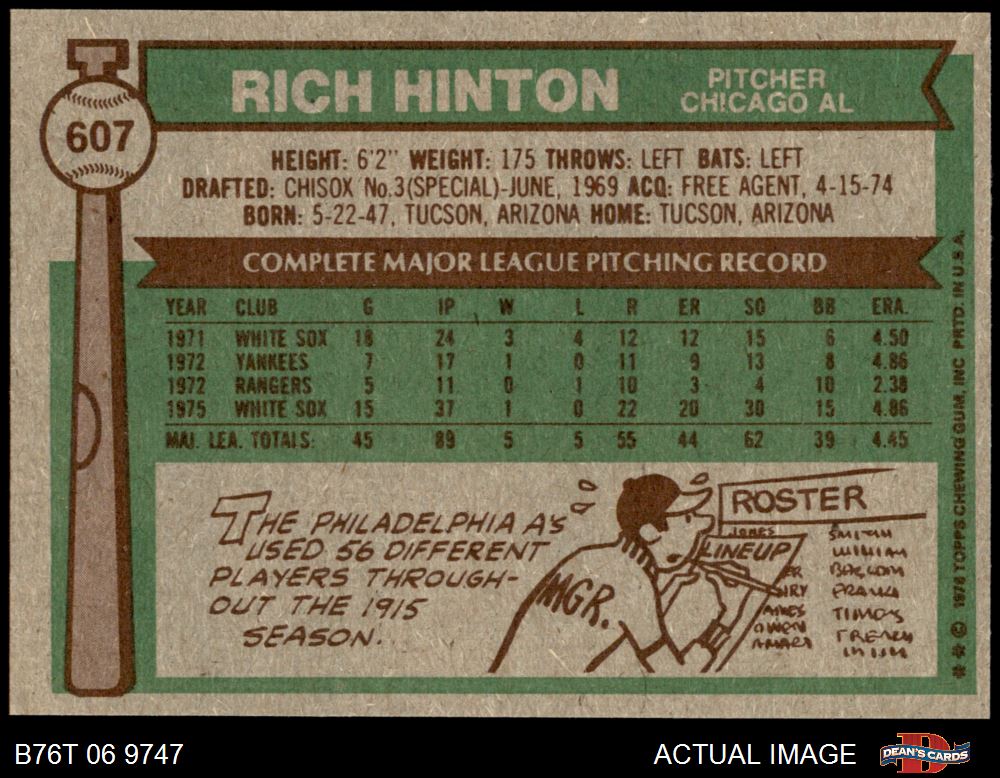 607
RICH HINTON
PITCHER
CHICAGO AL
HEIGHT: 6'2" WEIGHT: 175 THROWS: LEFT BATS: LEFT
DRAFTED: CHISOX No.3(SPECIAL)-JUNE, 1969 ACQ: FREE AGENT, 4-15-74
BORN: 5-22-47, TUCSON, ARIZONA HOME: TUCSON, ARIZONA
COMPLETE MAJOR LEAGUE PITCHING RECORD
YEAR CLUB G IP W L R ER SO BB ERA.
1971 WHITE SOX 18 24 3 4 12 12 15 6 4.50
1972 YANKEES 7 17 1 0 11 9 13 8 4.86
1972 RANGERS 5 11 0 1 10 3 4 10 2.38
1975 WHITE SOX 15 37 1 0 22 20 30 15 4.86
MAJ. LEA. TOTALS: 45 89 5 5 55 44 62 39 4.45
THE PHILADELPHIA A'S
USED 56 DIFFERENT
PLAYERS THROUGH-
OUT THE 1915
SEASON.
MGR.
ROSTER
JONES
LINEUP
SMITH
FRANK
** © 1976 TOPPS CHEWING GUM, INC PRTD. IN U.S.A.
B76T 06 9747
ACTUAL IMAGE
D
DEAN'S CARDS